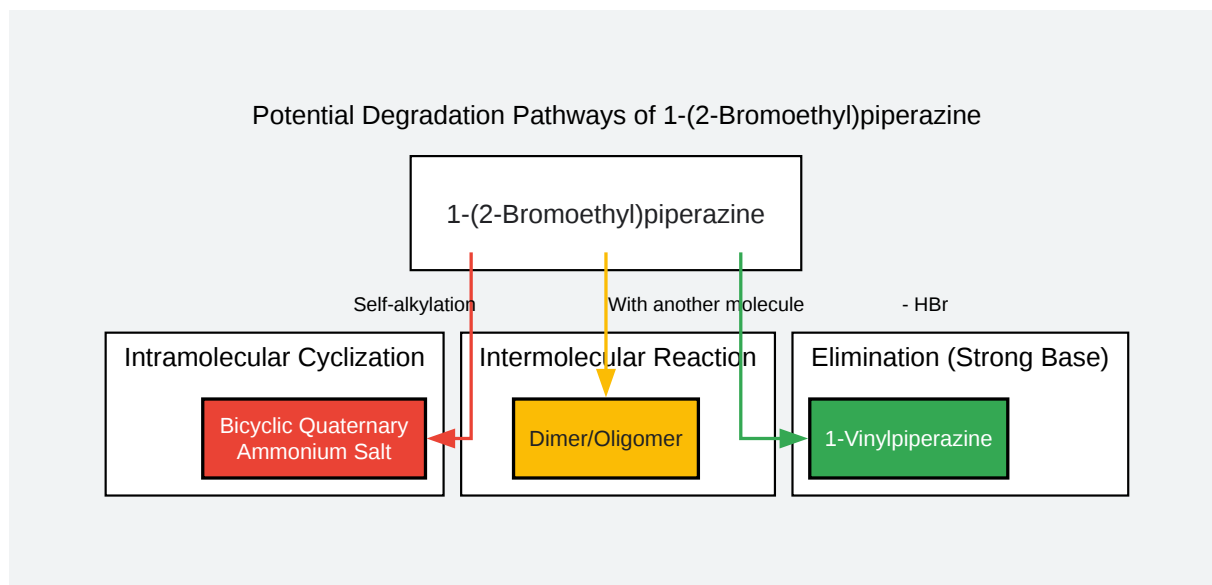 Potential Degradation Pathways of 1-(2-Bromoethyl)piperazine
1-(2-Bromoethyl)piperazine
Self-alkylation
With another molecule
- HBr
Intramolecular Cyclization
Intermolecular Reaction
Elimination (Strong Base)
Bicyclic Quaternary
Ammonium Salt
Dimer/Oligomer
1-Vinylpiperazine